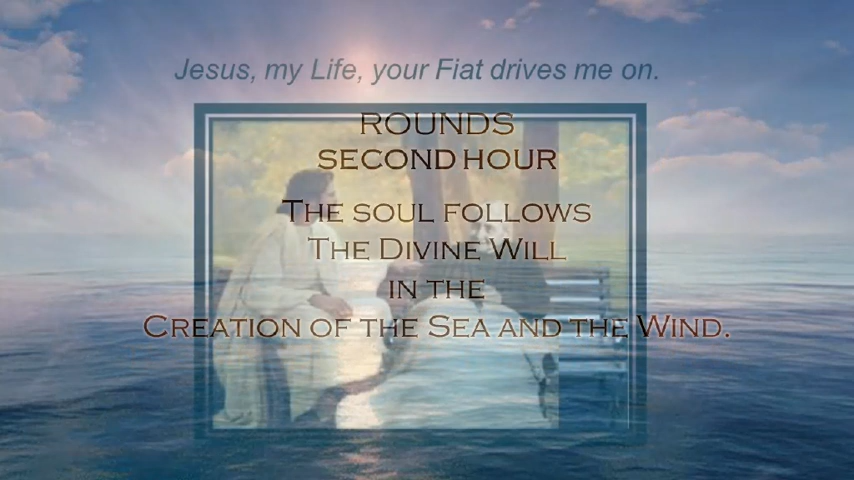 Jesus, my Life, your Fiat drives me on.
ROUNDS
SECOND HOUR
THE SOUL FOLLOWS
THE DIVINE WILL
IN THE
CREATION OF THE SEA AND THE WIND.